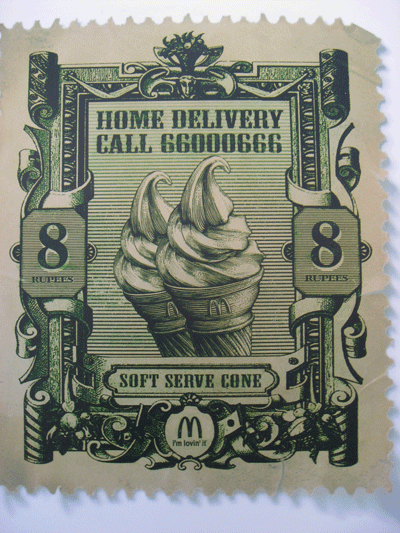 HOME DELIVERY
CALL 66000666
8 8
RUPEES RUPEES
SOFT SERVE CONE
i'm lovin' it